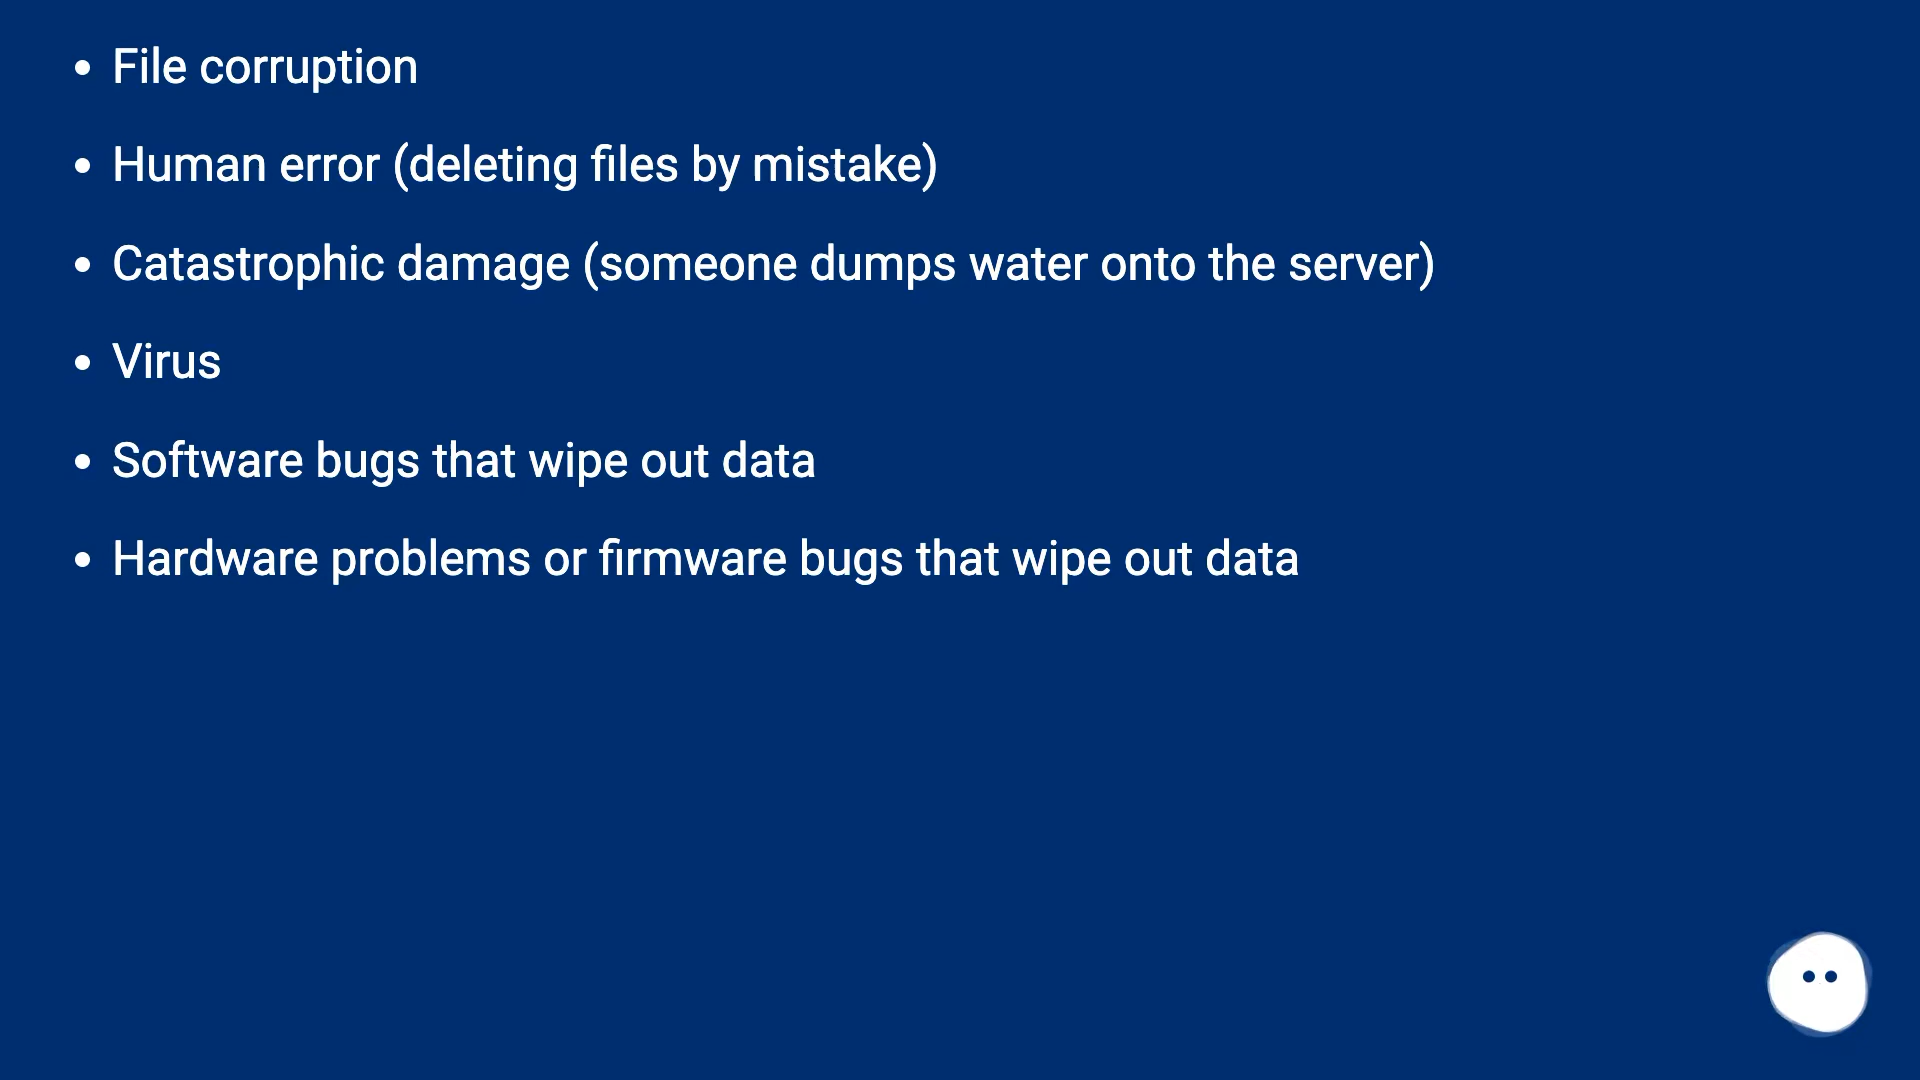 • File corruption
• Human error (deleting files by mistake)
• Catastrophic damage (someone dumps water onto the server)
• Virus
• Software bugs that wipe out data
• Hardware problems or firmware bugs that wipe out data